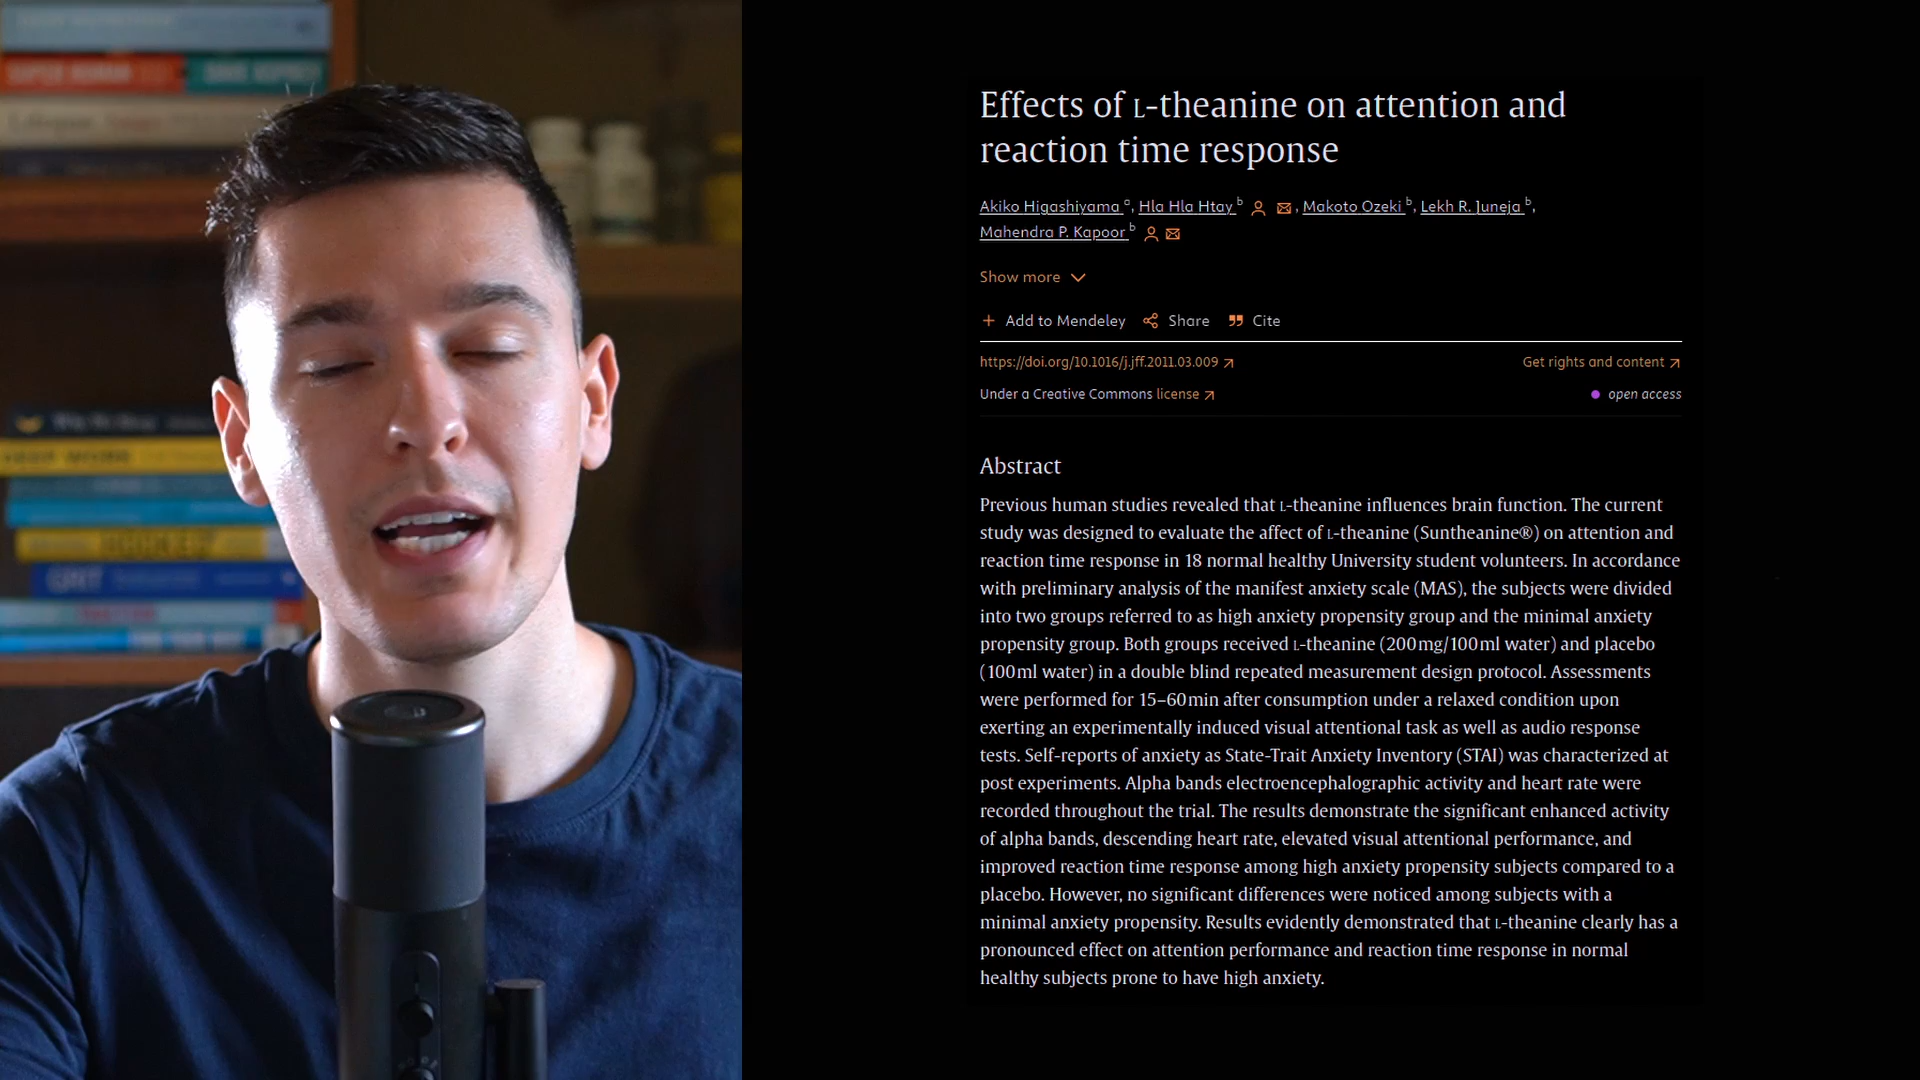 SUPER HUMAN DAVE ASPREY
Why We Sleep
DEEP WORK
GRIT
Effects of L-theanine on attention and
reaction time response
Akiko Higashiyama a, Hla Hla Htay b, Makoto Ozeki b, Lekh R. Juneja b,
Mahendra P. Kapoor b
Show more
Add to Mendeley Share Cite
https://doi.org/10.1016/j.jff.2011.03.009 Get rights and content
Under a Creative Commons license open access
Abstract
Previous human studies revealed that L-theanine influences brain function. The current
study was designed to evaluate the affect of L-theanine (Suntheanine®) on attention and
reaction time response in 18 normal healthy University student volunteers. In accordance
with preliminary analysis of the manifest anxiety scale (MAS), the subjects were divided
into two groups referred to as high anxiety propensity group and the minimal anxiety
propensity group. Both groups received L-theanine (200mg/100ml water) and placebo
(100ml water) in a double blind repeated measurement design protocol. Assessments
were performed for 15–60min after consumption under a relaxed condition upon
exerting an experimentally induced visual attentional task as well as audio response
tests. Self-reports of anxiety as State-Trait Anxiety Inventory (STAI) was characterized at
post experiments. Alpha bands electroencephalographic activity and heart rate were
recorded throughout the trial. The results demonstrate the significant enhanced activity
of alpha bands, descending heart rate, elevated visual attentional performance, and
improved reaction time response among high anxiety propensity subjects compared to a
placebo. However, no significant differences were noticed among subjects with a
minimal anxiety propensity. Results evidently demonstrated that L-theanine clearly has a
pronounced effect on attention performance and reaction time response in normal
healthy subjects prone to have high anxiety.